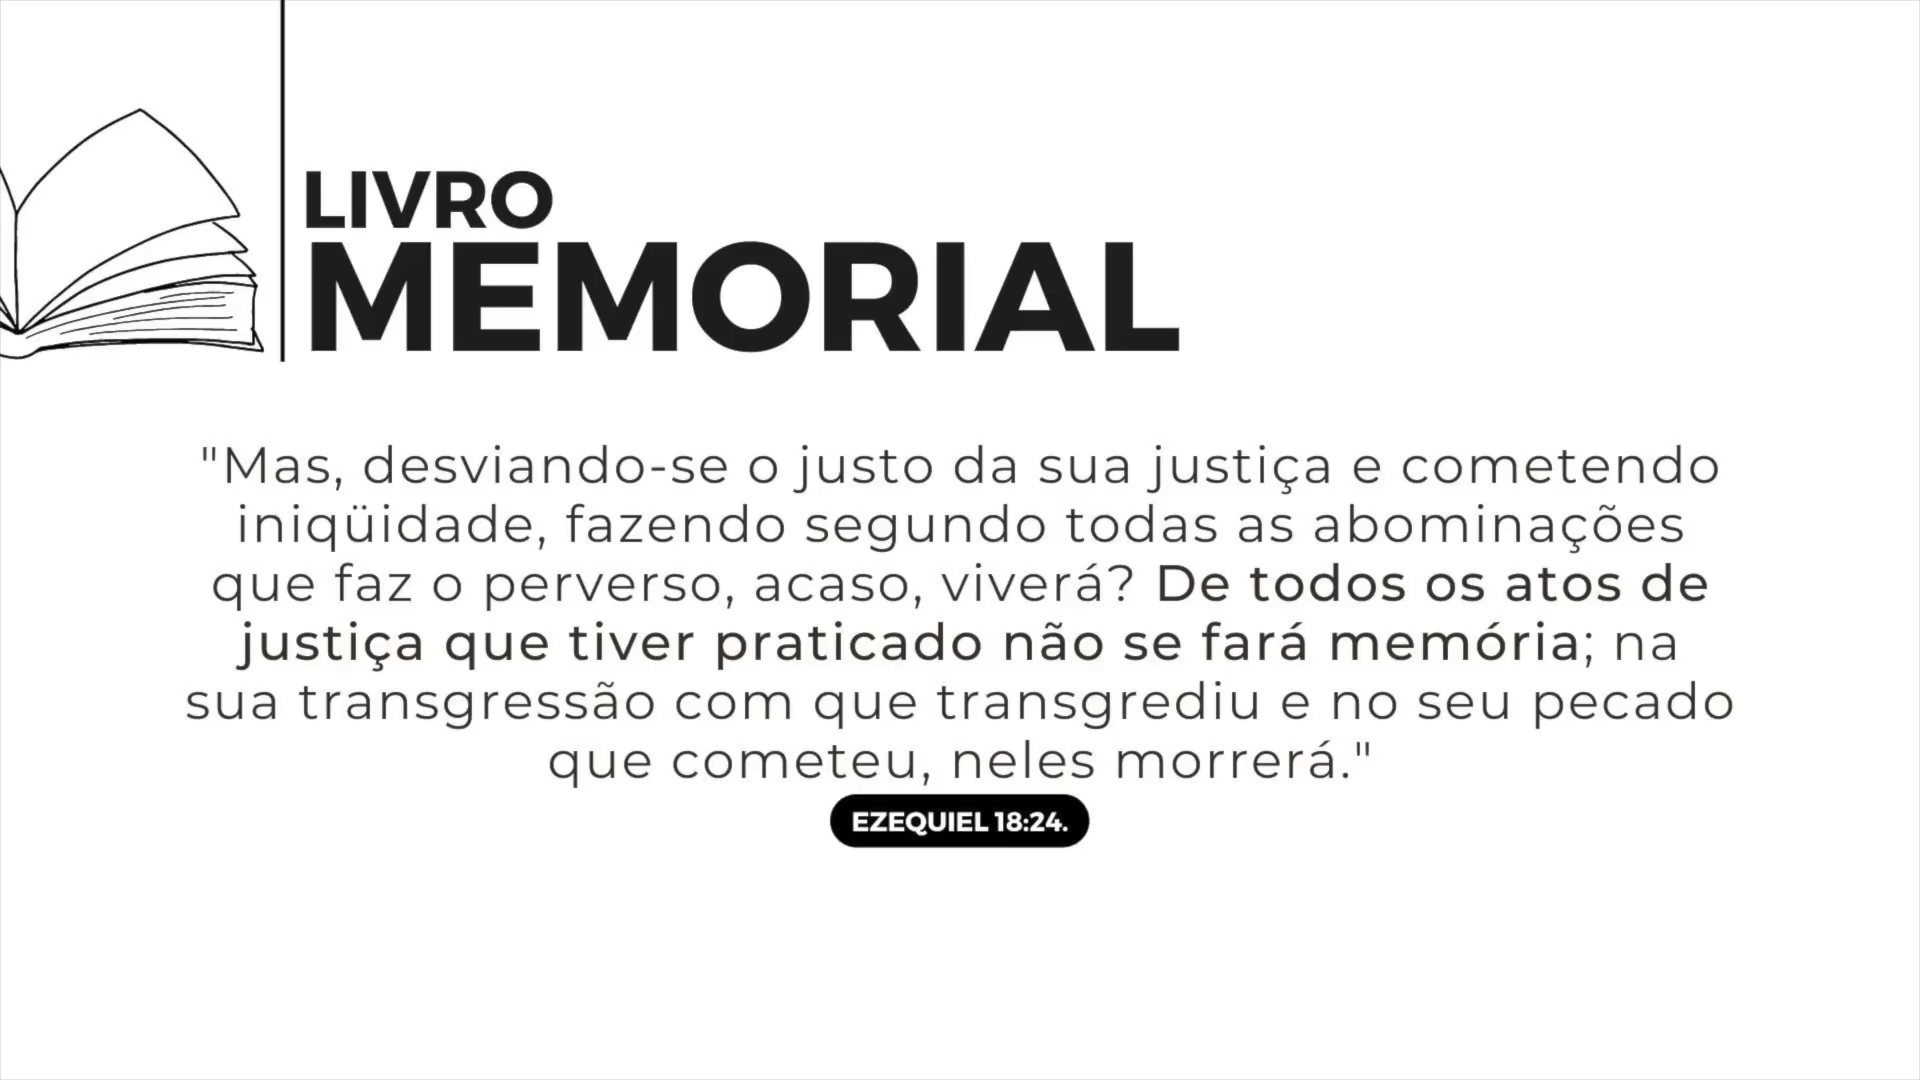 LIVRO
MEMORIAL
"Mas, desviando-se o justo da sua justiça e cometendo
iniqüidade, fazendo segundo todas as abominações
que faz o perverso, acaso, viverá? De todos os atos de
justiça que tiver praticado não se fará memória; na
sua transgressão com que transgrediu e no seu pecado
que cometeu, neles morrerá."
EZEQUIEL 18:24.